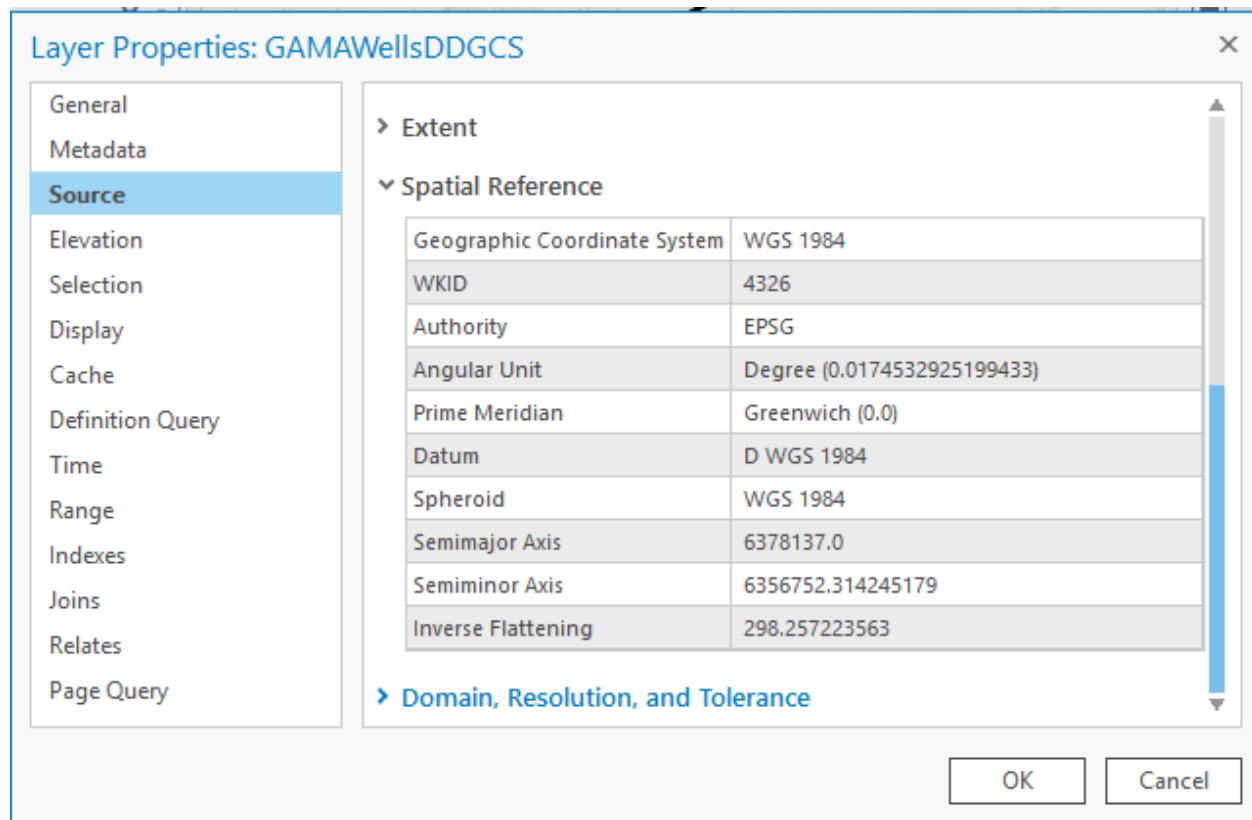 Layer Properties: GAMAWellsDDGCS
General
Metadata
Source
Elevation
Selection
Display
Cache
Definition Query
Time
Range
Indexes
Joins
Relates
Page Query
Extent
Spatial Reference
Geographic Coordinate System WGS 1984
WKID 4326
Authority EPSG
Angular Unit Degree (0.0174532925199433)
Prime Meridian Greenwich (0.0)
Datum D WGS 1984
Spheroid WGS 1984
Semimajor Axis 6378137.0
Semiminor Axis 6356752.314245179
Inverse Flattening 298.257223563
Domain, Resolution, and Tolerance
OK Cancel